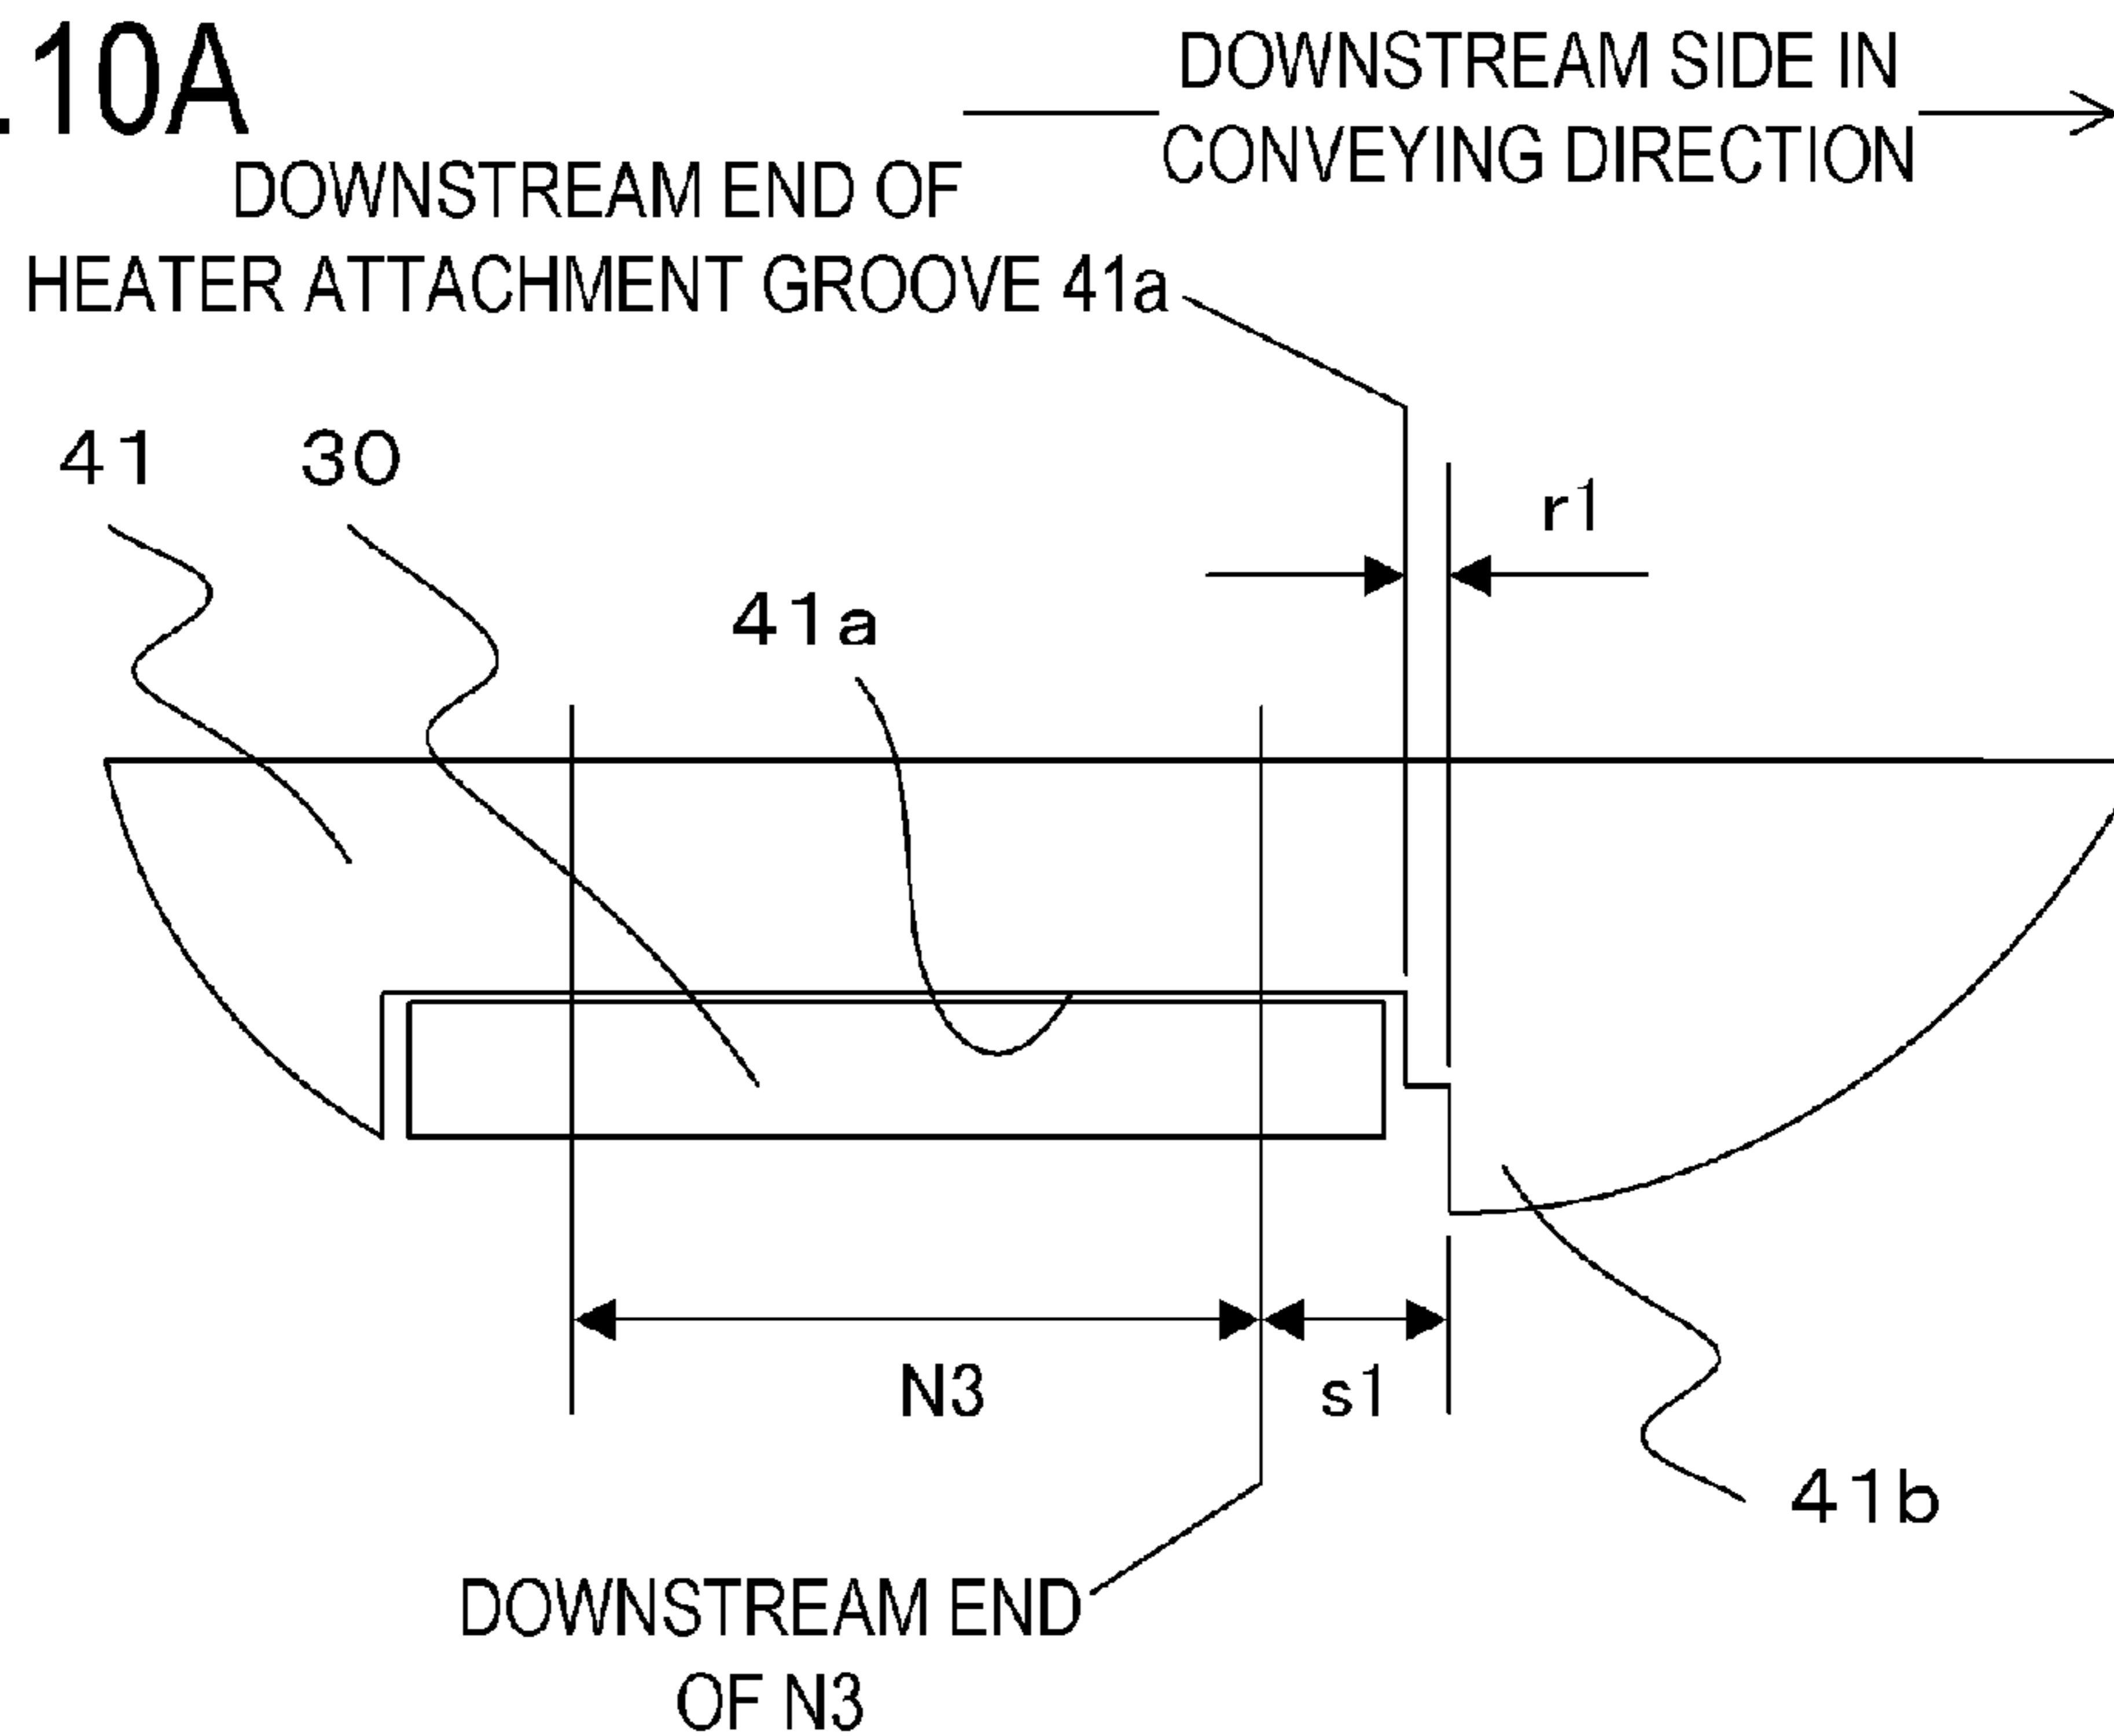 .10A
DOWNSTREAM SIDE IN
CONVEYING DIRECTION
DOWNSTREAM END OF
HEATER ATTACHMENT GROOVE 41a
41
30
r1
41a
N3
s1
41b
DOWNSTREAM END
OF N3